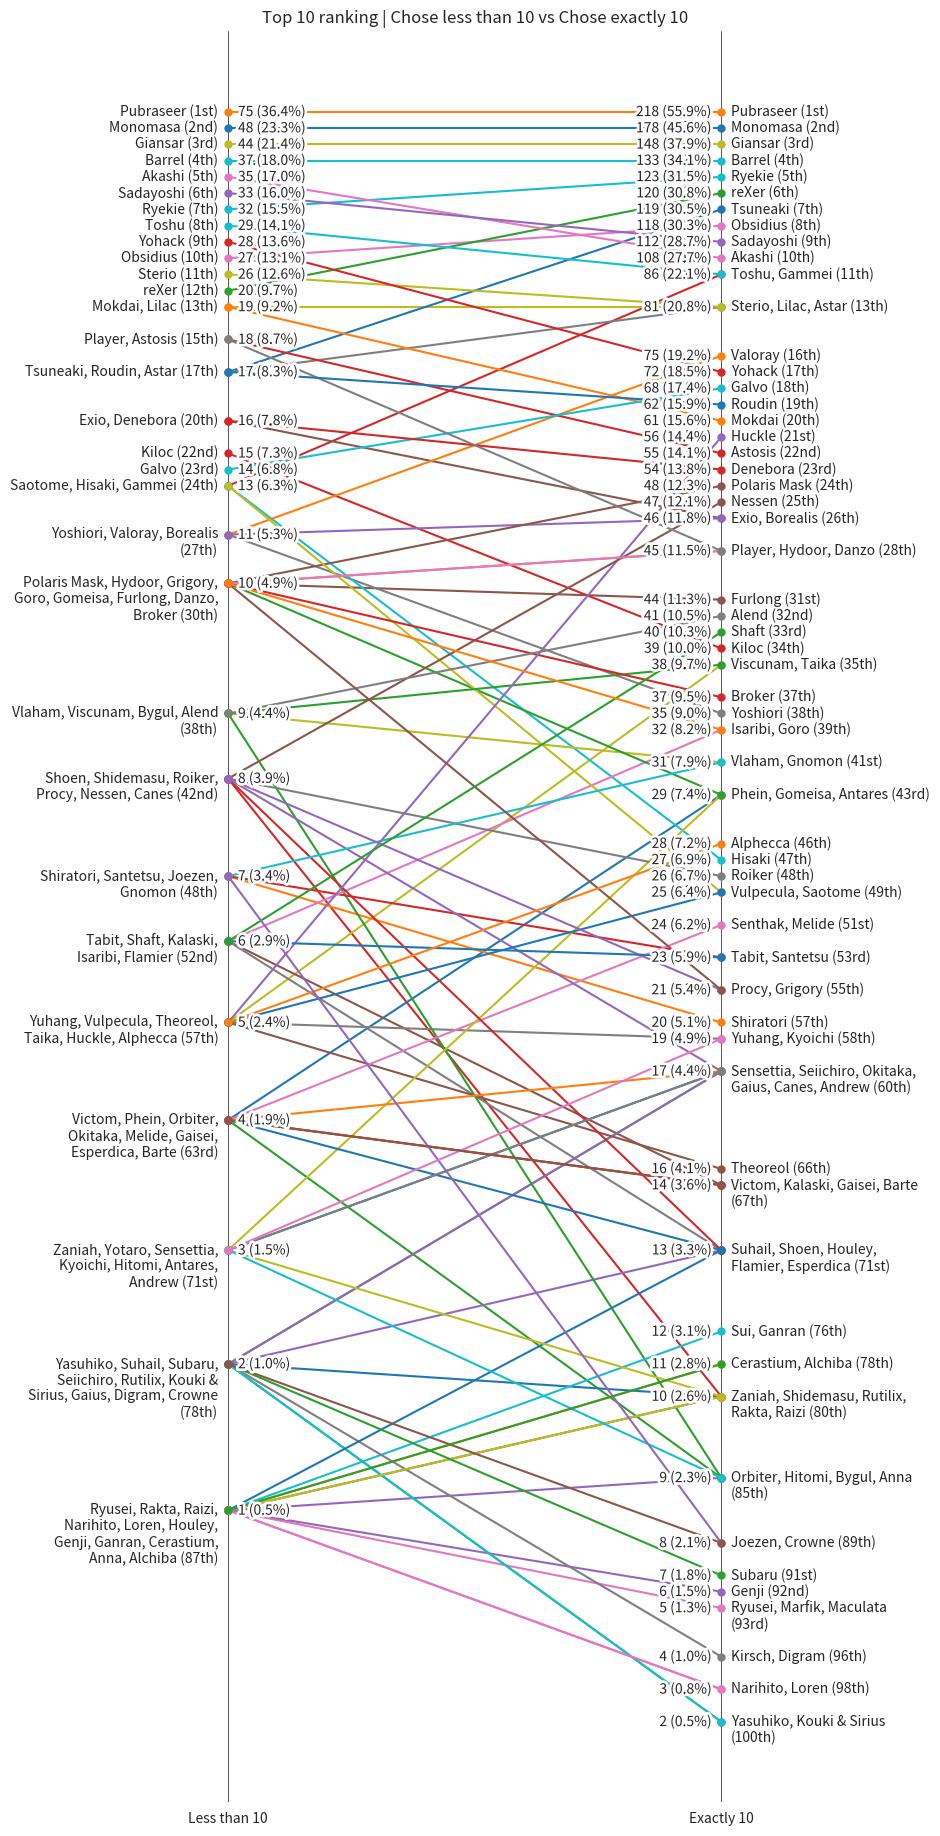 Top 10 ranking | Chose less than 10 vs Chose exactly 10
Pubraseer (1st)
75 (36.4%)
Monomasa (2nd)
48 (23.3%)
Giansar (3rd)
44 (21.4%)
Barrel (4th)
37 (18.0%)
Akashi (5th)
35 (17.0%)
Sadayoshi (6th)
33 (16.0%)
Ryekie (7th)
32 (15.5%)
Toshu (8th)
29 (14.1%)
Yohack (9th)
28 (13.6%)
Obsidius (10th)
27 (13.1%)
Sterio (11th)
26 (12.6%)
reXer (12th)
20 (9.7%)
Mokdai, Lilac (13th)
19 (9.2%)
Player, Astosis (15th)
18 (8.7%)
Tsuneaki, Roudin, Astar (17th)
17 (8.3%)
Exio, Denebora (20th)
16 (7.8%)
Kiloc (22nd)
15 (7.3%)
Galvo (23rd)
14 (6.8%)
Saotome, Hisaki, Gammei (24th)
13 (6.3%)
Yoshiori, Valoray, Borealis
(27th)
11 (5.3%)
Polaris Mask, Hydoor, Grigory,
Goro, Gomeisa, Furlong, Danzo,
Broker (30th)
10 (4.9%)
Vlaham, Viscunam, Bygul, Alend
(38th)
9 (4.4%)
Shoen, Shidemasu, Roiker,
Procy, Nessen, Canes (42nd)
8 (3.9%)
Shiratori, Santetsu, Joezen,
Gnomon (48th)
7 (3.4%)
Tabit, Shaft, Kalaski,
Isaribi, Flamier (52nd)
6 (2.9%)
Yuhang, Vulpecula, Theoreol,
Taika, Huckle, Alphecca (57th)
5 (2.4%)
Victom, Phein, Orbiter,
Okitaka, Melide, Gaisei,
Esperdica, Barte (63rd)
4 (1.9%)
Zaniah, Yotaro, Sensettia,
Kyoichi, Hitomi, Antares,
Andrew (71st)
3 (1.5%)
Yasuhiko, Suhail, Subaru,
Seiichiro, Rutilix, Kouki &
Sirius, Gaius, Digram, Crowne
(78th)
2 (1.0%)
Ryusei, Rakta, Raizi,
Narihito, Loren, Houley,
Genji, Ganran, Cerastium,
Anna, Alchiba (87th)
1 (0.5%)
218 (55.9%)
Pubraseer (1st)
178 (45.6%)
Monomasa (2nd)
148 (37.9%)
Giansar (3rd)
133 (34.1%)
Barrel (4th)
123 (31.5%)
Ryekie (5th)
120 (30.8%)
reXer (6th)
119 (30.5%)
Tsuneaki (7th)
118 (30.3%)
Obsidius (8th)
112 (28.7%)
Sadayoshi (9th)
108 (27.7%)
Akashi (10th)
86 (22.1%)
Toshu, Gammei (11th)
81 (20.8%)
Sterio, Lilac, Astar (13th)
75 (19.2%)
Valoray (16th)
72 (18.5%)
Yohack (17th)
68 (17.4%)
Galvo (18th)
62 (15.9%)
Roudin (19th)
61 (15.6%)
Mokdai (20th)
56 (14.4%)
Huckle (21st)
55 (14.1%)
Astosis (22nd)
54 (13.8%)
Denebora (23rd)
48 (12.3%)
Polaris Mask (24th)
47 (12.1%)
Nessen (25th)
46 (11.8%)
Exio, Borealis (26th)
45 (11.5%)
Player, Hydoor, Danzo (28th)
44 (11.3%)
Furlong (31st)
41 (10.5%)
Alend (32nd)
40 (10.3%)
Shaft (33rd)
39 (10.0%)
Kiloc (34th)
38 (9.7%)
Viscunam, Taika (35th)
37 (9.5%)
Broker (37th)
35 (9.0%)
Yoshiori (38th)
32 (8.2%)
Isaribi, Goro (39th)
31 (7.9%)
Vlaham, Gnomon (41st)
29 (7.4%)
Phein, Gomeisa, Antares (43rd)
28 (7.2%)
Alphecca (46th)
27 (6.9%)
Hisaki (47th)
26 (6.7%)
Roiker (48th)
25 (6.4%)
Vulpecula, Saotome (49th)
24 (6.2%)
Senthak, Melide (51st)
23 (5.9%)
Tabit, Santetsu (53rd)
21 (5.4%)
Procy, Grigory (55th)
20 (5.1%)
Shiratori (57th)
19 (4.9%)
Yuhang, Kyoichi (58th)
17 (4.4%)
Sensettia, Seiichiro, Okitaka,
Gaius, Canes, Andrew (60th)
16 (4.1%)
Theoreol (66th)
14 (3.6%)
Victom, Kalaski, Gaisei, Barte
(67th)
13 (3.3%)
Suhail, Shoen, Houley,
Flamier, Esperdica (71st)
12 (3.1%)
Sui, Ganran (76th)
11 (2.8%)
Cerastium, Alchiba (78th)
10 (2.6%)
Zaniah, Shidemasu, Rutilix,
Rakta, Raizi (80th)
9 (2.3%)
Orbiter, Hitomi, Bygul, Anna
(85th)
8 (2.1%)
Joezen, Crowne (89th)
7 (1.8%)
Subaru (91st)
6 (1.5%)
Genji (92nd)
5 (1.3%)
Ryusei, Marfik, Maculata
(93rd)
4 (1.0%)
Kirsch, Digram (96th)
3 (0.8%)
Narihito, Loren (98th)
2 (0.5%)
Yasuhiko, Kouki & Sirius
(100th)
Less than 10
Exactly 10